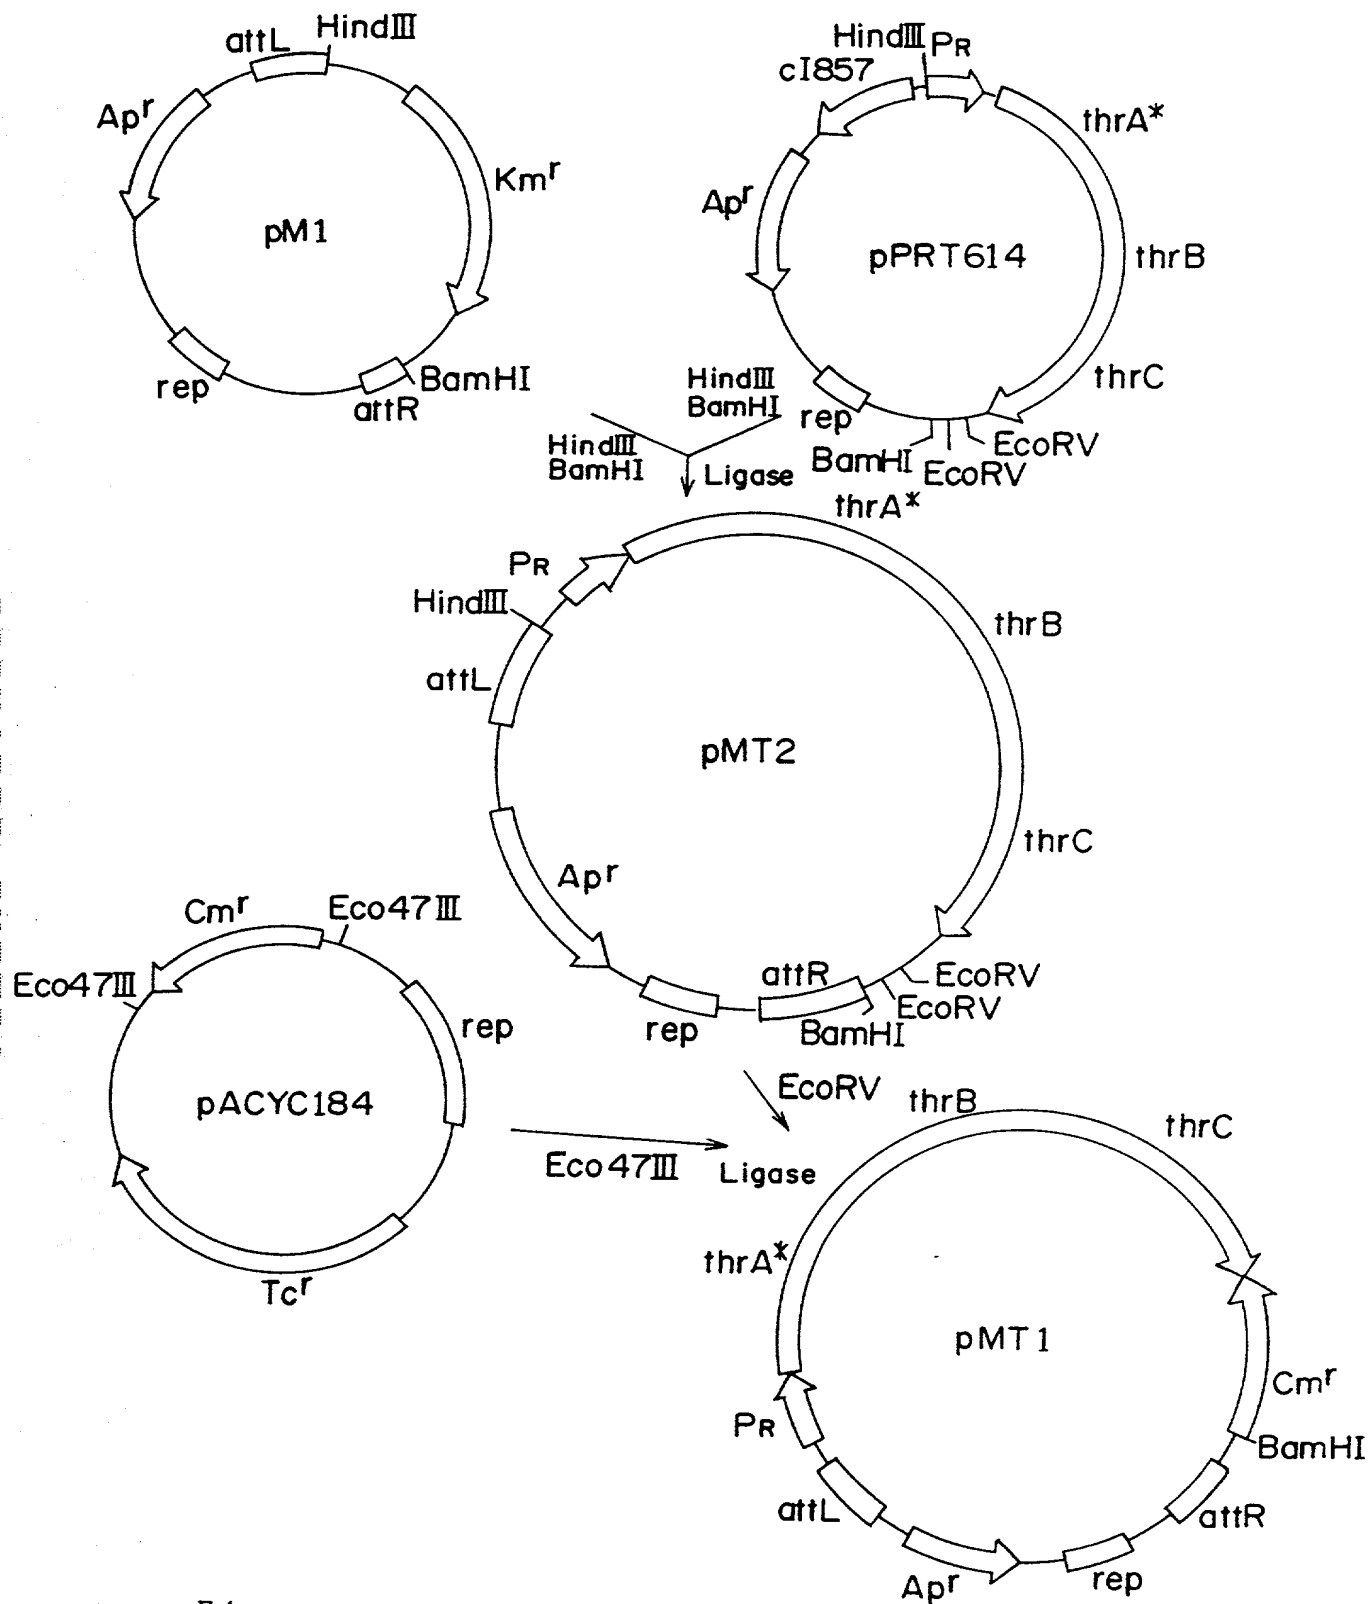 attL
HindⅢ
Apʳ
Kmʳ
pM1
rep
attR
BamHI
HindⅢ
PR
cI857
thrA*
Apʳ
pPRT614
thrB
thrC
rep
BamHI
EcoRV
EcoRV
HindⅢ
BamHI
HindⅢ
BamHI
Ligase
thrA*
PR
HindⅢ
thrB
attL
pMT2
thrC
Apʳ
attR
EcoRV
EcoRV
rep
BamHI
Cmʳ
Eco47Ⅲ
Eco47Ⅲ
rep
pACYC184
Tcʳ
EcoRV
Eco47Ⅲ
Ligase
thrB
thrC
thrA*
pMT1
Cmʳ
PR
BamHI
attL
attR
Apʳ
rep